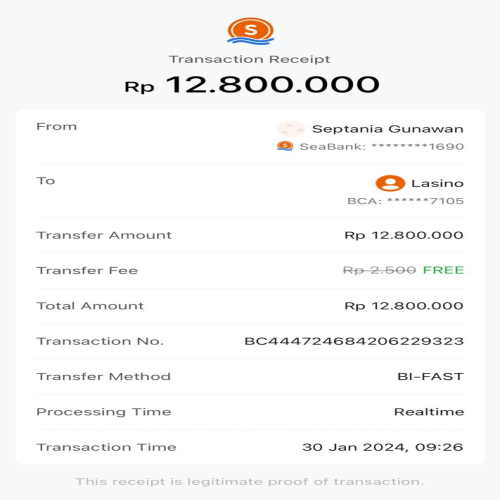 S
Transaction Receipt
Rp 12.800.000
From
Septania Gunawan
S SeaBank: ********1690
To
Lasino
BCA: ******7105
Transfer Amount Rp 12.800.000
Transfer Fee Rp 2.500 FREE
Total Amount Rp 12.800.000
Transaction No. BC444724684206229323
Transfer Method BI-FAST
Processing Time Realtime
Transaction Time 30 Jan 2024, 09:26
This receipt is legitimate proof of transaction.